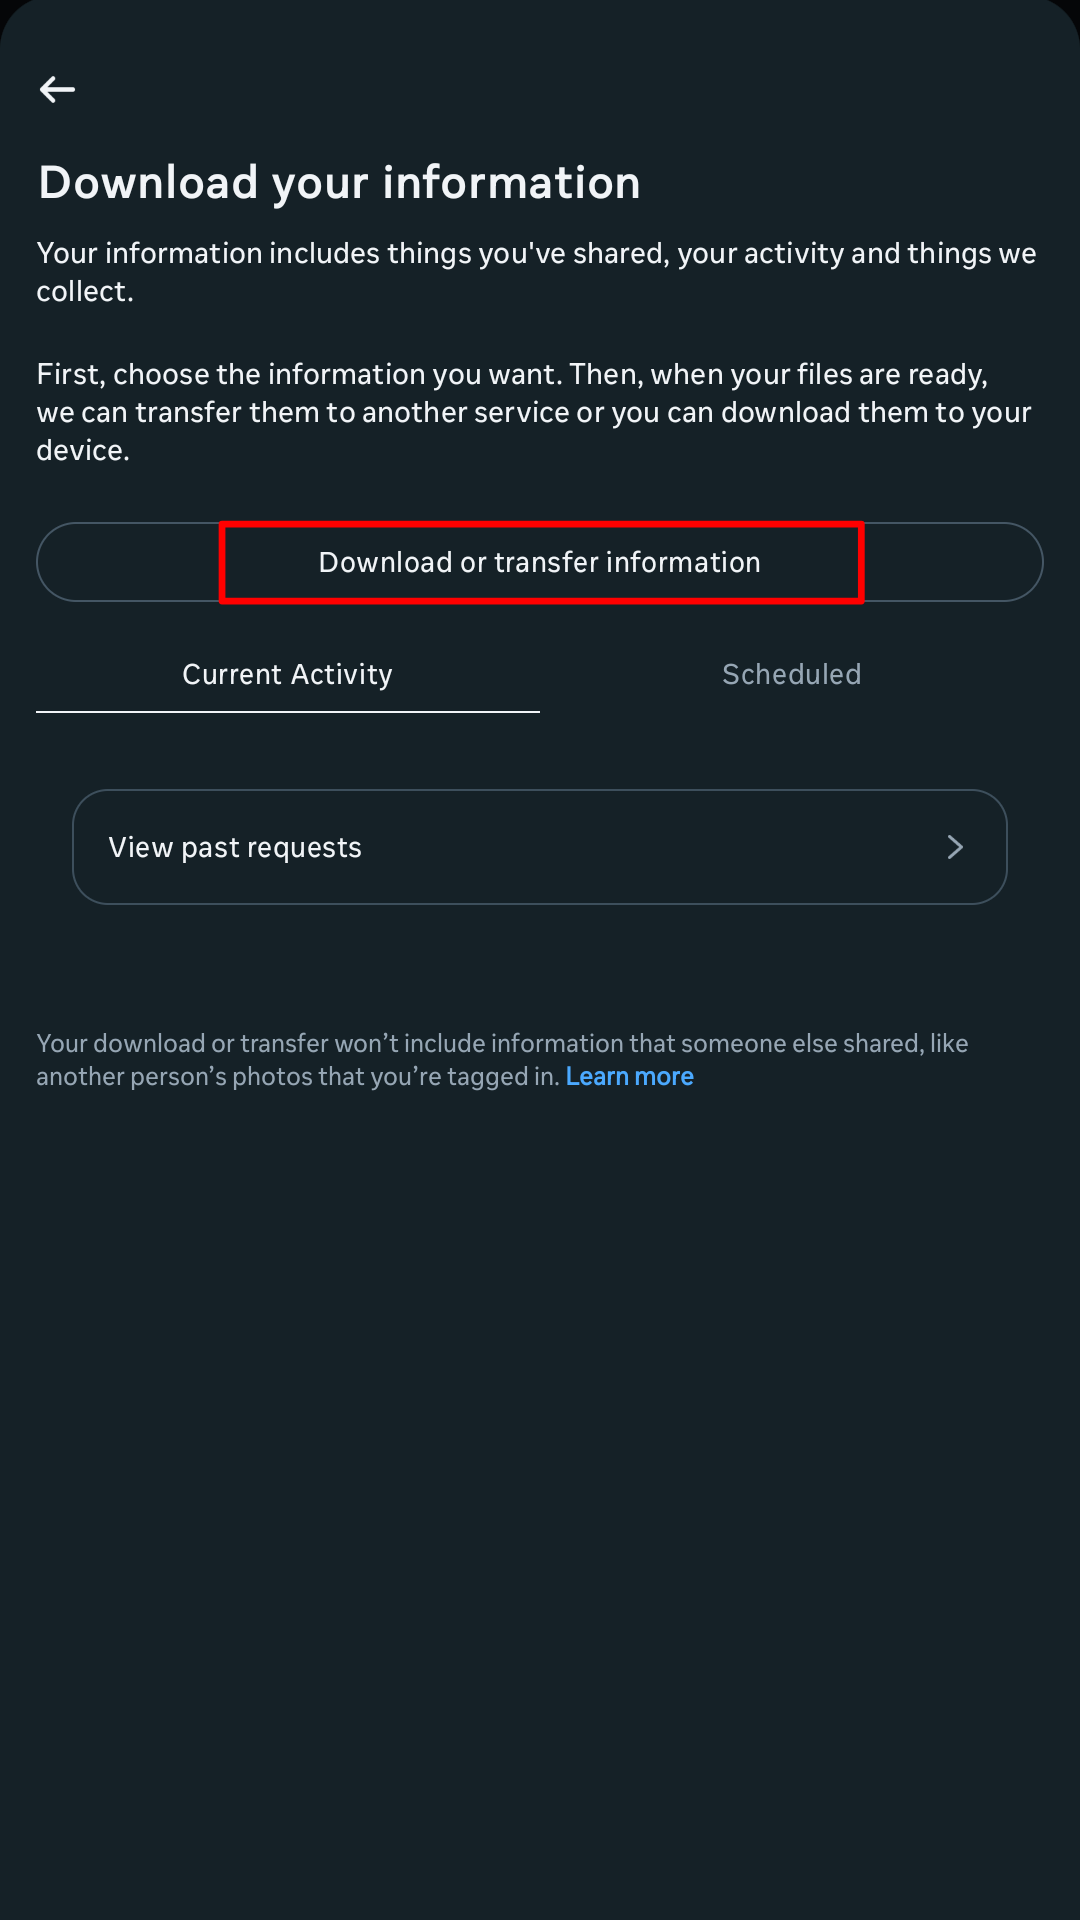 Download your information
Your information includes things you've shared, your activity and things we
collect.
First, choose the information you want. Then, when your files are ready,
we can transfer them to another service or you can download them to your
device.
Download or transfer information
Current Activity
Scheduled
View past requests
Your download or transfer won’t include information that someone else shared, like
another person’s photos that you’re tagged in. Learn more